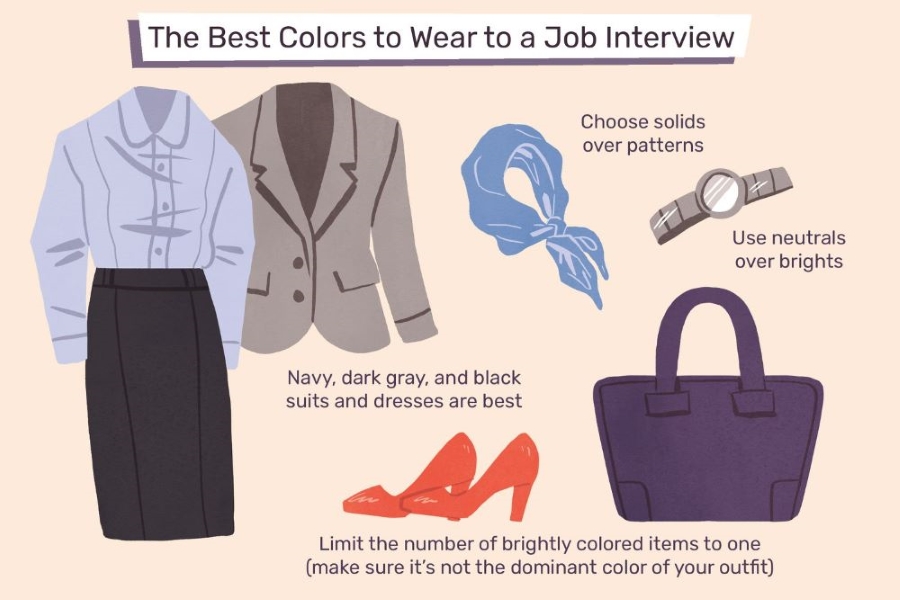 The Best Colors to Wear to a Job Interview
Choose solids
over patterns
Use neutrals
over brights
Navy, dark gray, and black
suits and dresses are best
Limit the number of brightly colored items to one
(make sure it’s not the dominant color of your outfit)